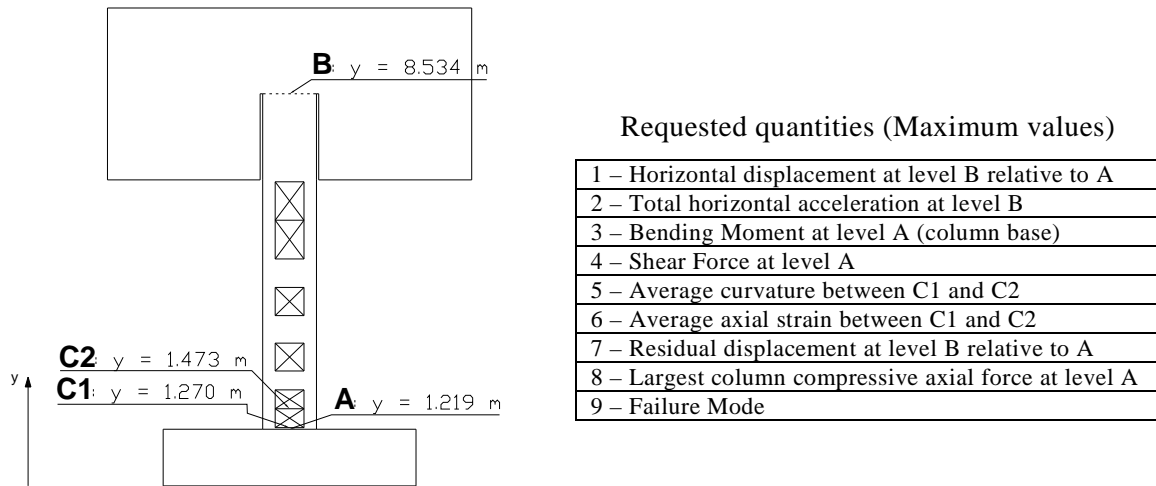 B: y = 8.534 m
C2: y = 1.473 m
C1: y = 1.270 m
A: y = 1.219 m
y
Requested quantities (Maximum values)
1 – Horizontal displacement at level B relative to A
2 – Total horizontal acceleration at level B
3 – Bending Moment at level A (column base)
4 – Shear Force at level A
5 – Average curvature between C1 and C2
6 – Average axial strain between C1 and C2
7 – Residual displacement at level B relative to A
8 – Largest column compressive axial force at level A
9 – Failure Mode